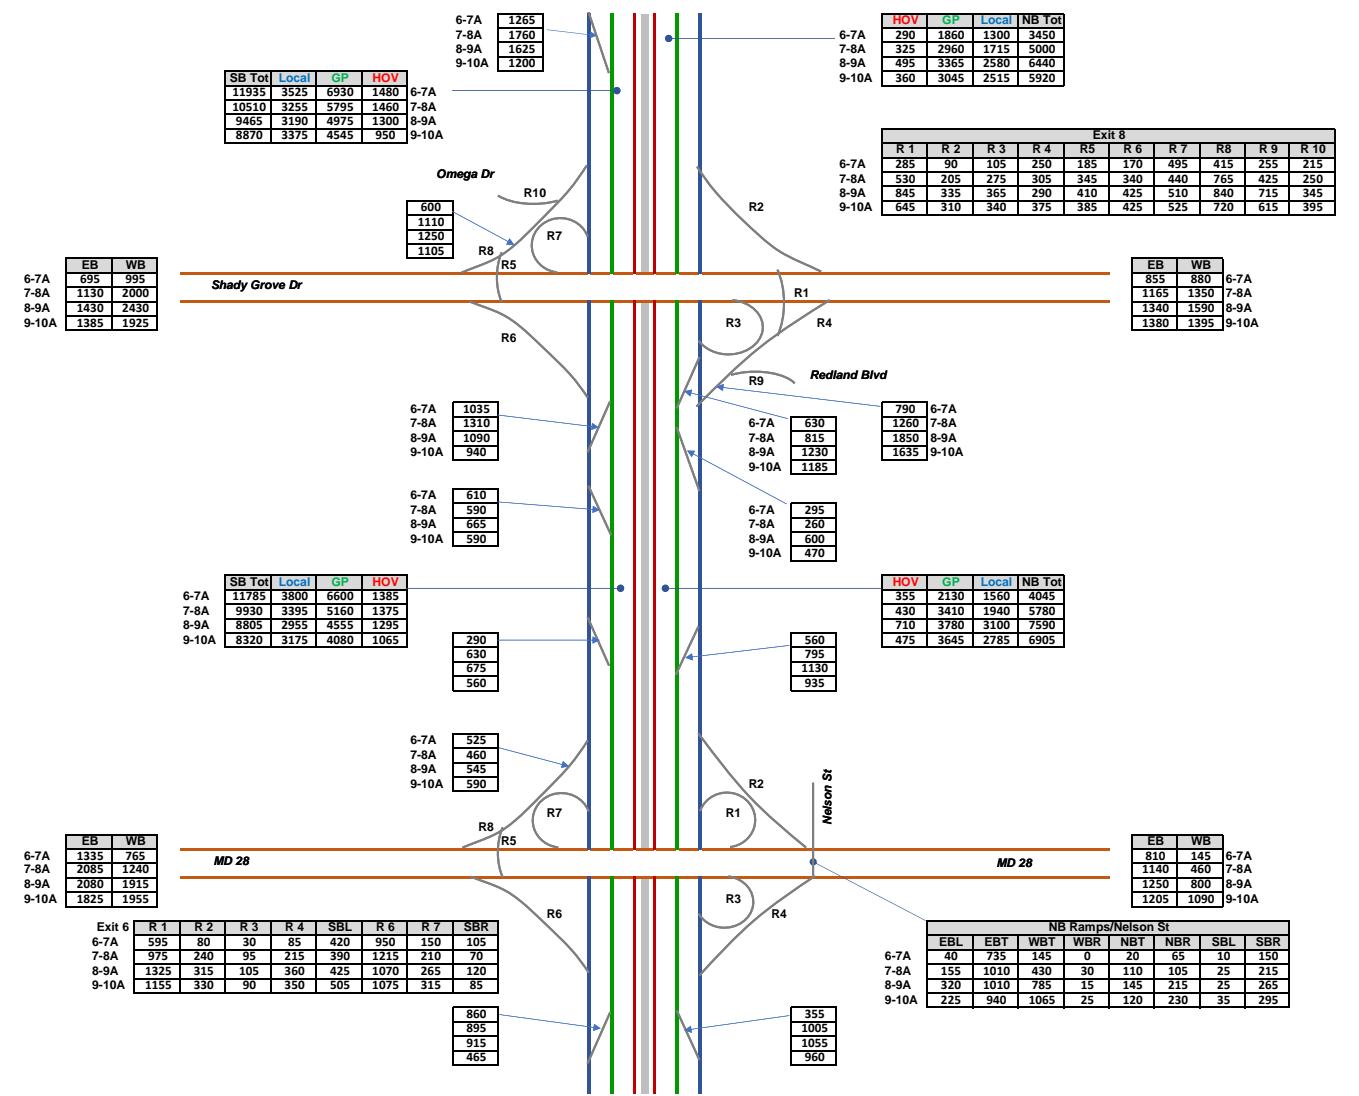 6-7A 1265
7-8A 1760
8-9A 1625
9-10A 1200
HOV GP Local NB Tot
6-7A 290 1860 1300 3450
7-8A 325 2960 1715 5000
8-9A 495 3365 2580 6440
9-10A 360 3045 2515 5920
SB Tot Local GP HOV
11935 3525 6930 1480 6-7A
10510 3255 5795 1460 7-8A
9465 3190 4975 1300 8-9A
8870 3375 4545 950 9-10A
Exit 8
R 1 R 2 R 3 R 4 R5 R 6 R 7 R8 R 9 R 10
6-7A 285 90 105 250 185 170 495 415 255 215
7-8A 530 205 275 305 345 340 440 765 425 250
8-9A 845 335 365 290 410 425 510 840 715 345
9-10A 645 310 340 375 385 425 525 720 615 395
Omega Dr
R10
R2
600
1110
1250
1105
R7
R8
R5
EB WB
6-7A 695 995
7-8A 1130 2000
8-9A 1430 2430
9-10A 1385 1925
Shady Grove Dr
R1
EB WB
855 880 6-7A
1165 1350 7-8A
1340 1590 8-9A
1380 1395 9-10A
R3
R4
R6
R9
Redland Blvd
6-7A 1035
7-8A 1310
8-9A 1090
9-10A 940
790 6-7A
1260 7-8A
1850 8-9A
1635 9-10A
6-7A 630
7-8A 815
8-9A 1230
9-10A 1185
6-7A 610
7-8A 590
8-9A 665
9-10A 590
6-7A 295
7-8A 260
8-9A 600
9-10A 470
SB Tot Local GP HOV
6-7A 11785 3800 6600 1385
7-8A 9930 3395 5160 1375
8-9A 8805 2955 4555 1295
9-10A 8320 3175 4080 1065
HOV GP Local NB Tot
355 2130 1560 4045
430 3410 1940 5780
710 3780 3100 7590
475 3645 2785 6905
290
630
675
560
560
795
1130
935
6-7A 525
7-8A 460
8-9A 545
9-10A 590
R2
Nelson St
R7
R1
R8
R5
EB WB
6-7A 1335 765
7-8A 2085 1240
8-9A 2080 1915
9-10A 1825 1955
MD 28
MD 28
EB WB
810 145 6-7A
1140 460 7-8A
1250 800 8-9A
1205 1090 9-10A
R3
R4
R6
Exit 6 R 1 R 2 R 3 R 4 SBL R 6 R 7 SBR
6-7A 595 80 30 85 420 950 150 105
7-8A 975 240 95 215 390 1215 210 70
8-9A 1325 315 105 360 425 1070 265 120
9-10A 1155 330 90 350 505 1075 315 85
NB Ramps/Nelson St
EBL EBT WBT WBR NBT NBR SBL SBR
6-7A 40 735 145 0 20 65 10 150
7-8A 155 1010 430 30 110 105 25 215
8-9A 320 1010 785 15 145 215 25 265
9-10A 225 940 1065 25 120 230 35 295
860
895
915
465
355
1005
1055
960